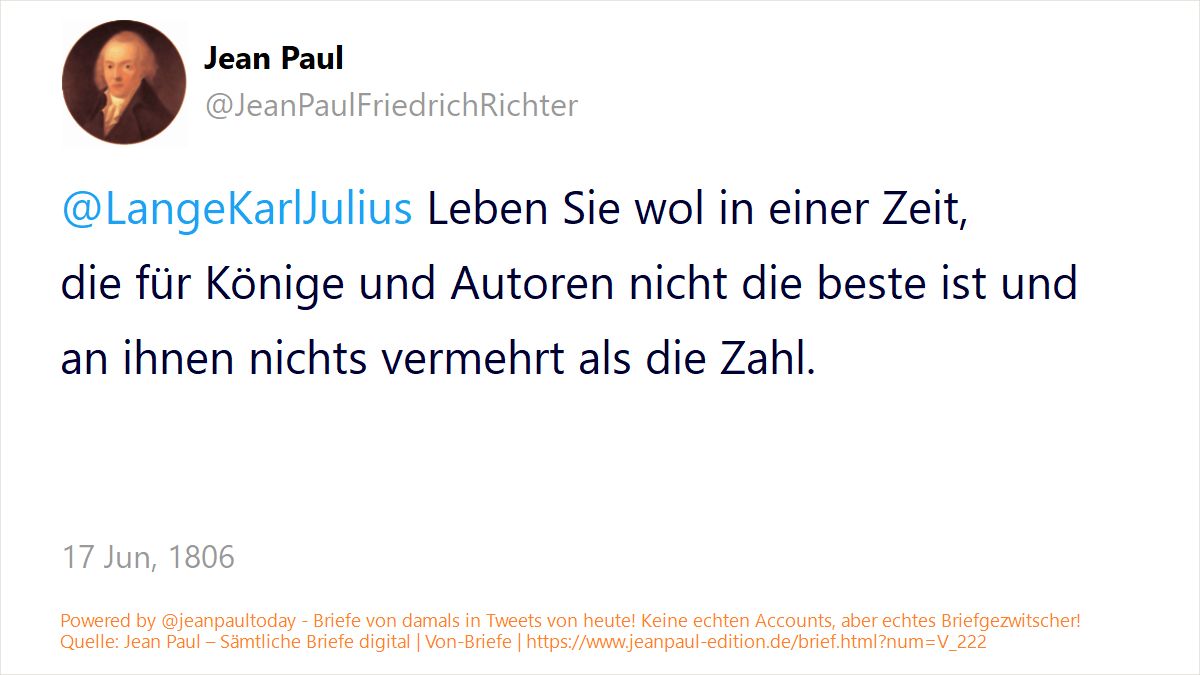 Jean Paul
@JeanPaulFriedrichRichter
@LangeKarlJulius Leben Sie wol in einer Zeit,
die für Könige und Autoren nicht die beste ist und
an ihnen nichts vermehrt als die Zahl.
17 Jun, 1806
Powered by @jeanpaultoday - Briefe von damals in Tweets von heute! Keine echten Accounts, aber echtes Briefgezwitscher!
Quelle: Jean Paul – Sämtliche Briefe digital | Von-Briefe | https://www.jeanpaul-edition.de/brief.html?num=V_222